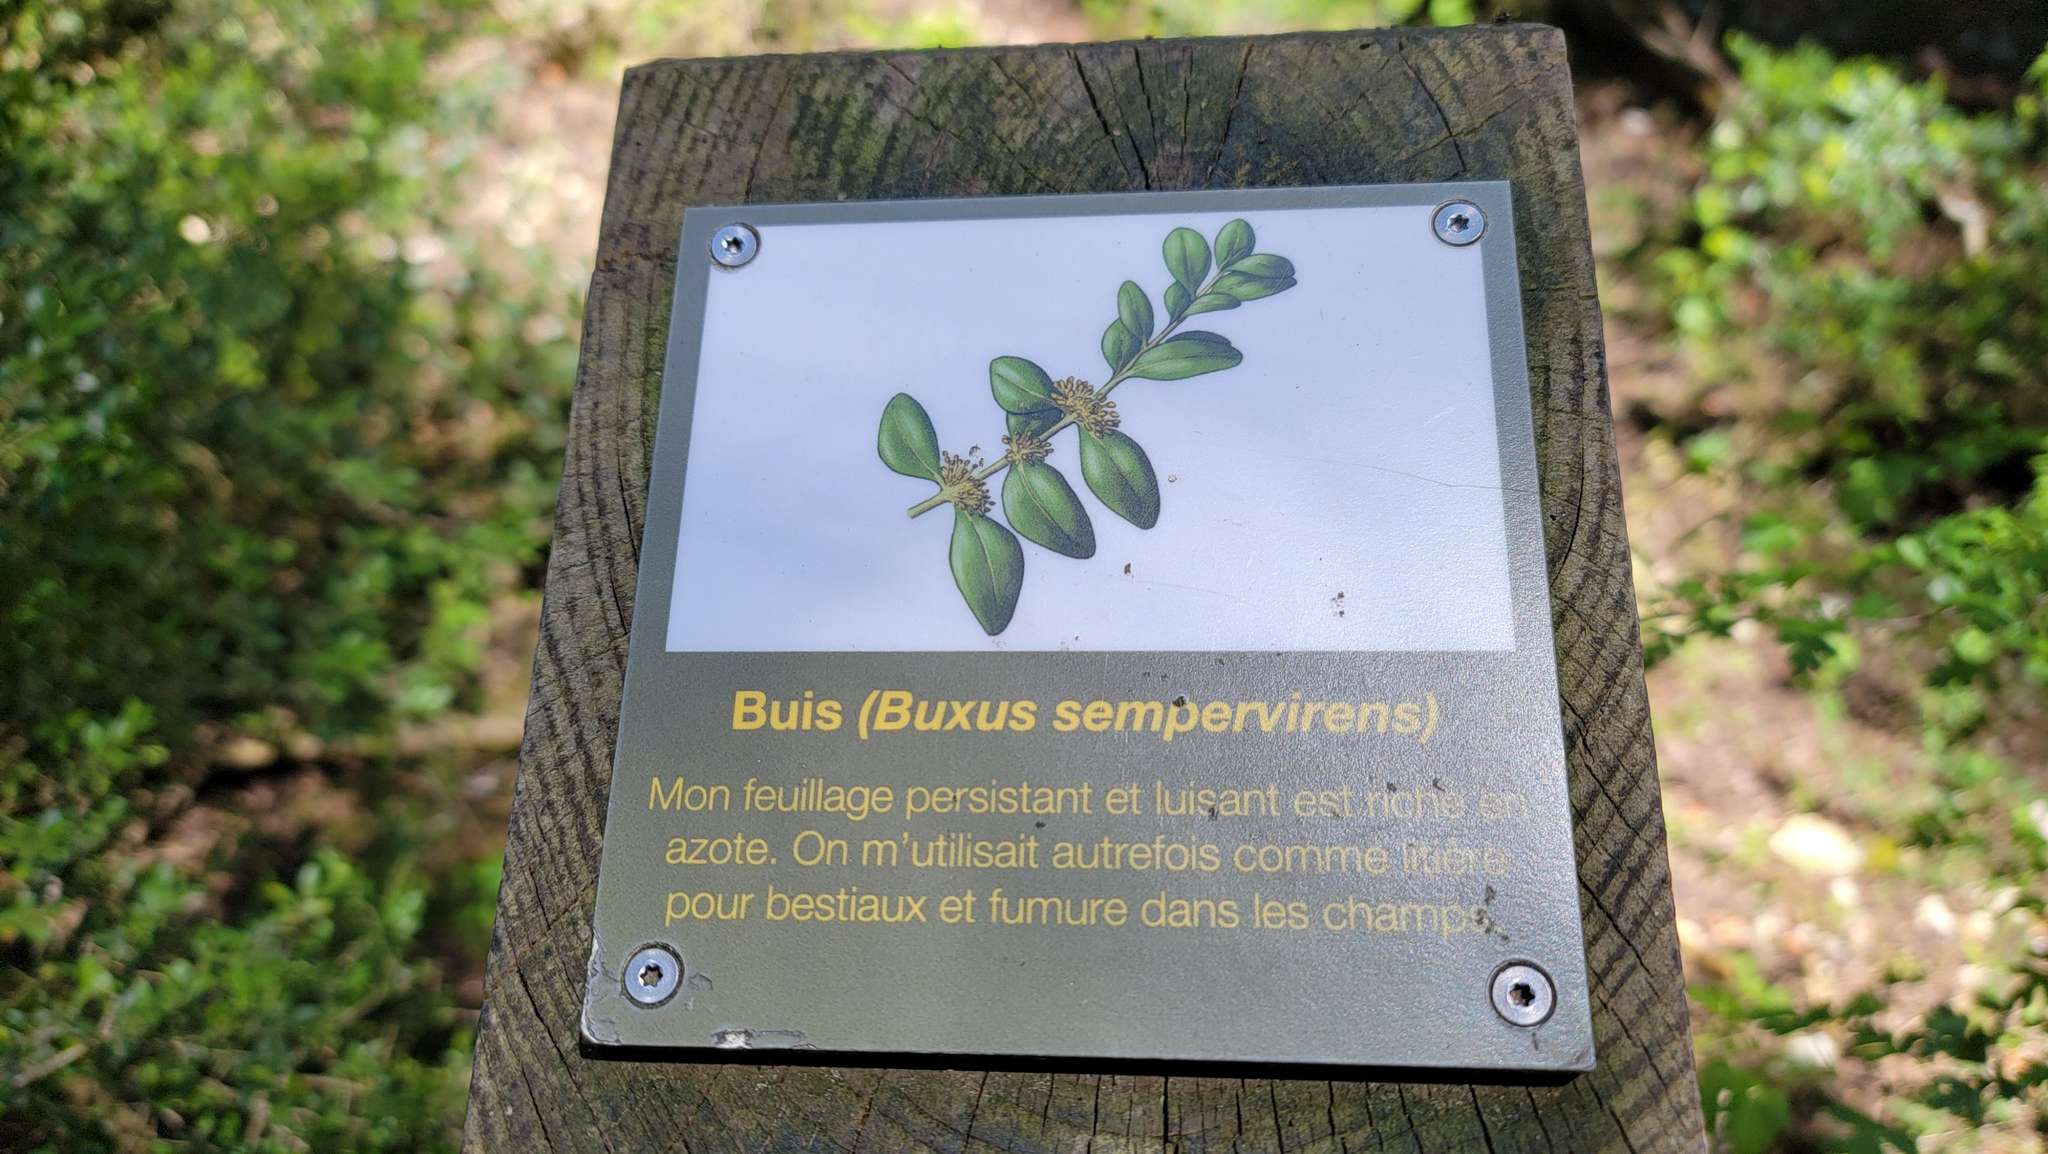 Buis (Buxus sempervirens)
Mon feuillage persistant et luisant est riche en
azote. On m'utilisait autrefois comme litière
pour bestiaux et fumure dans les champs.